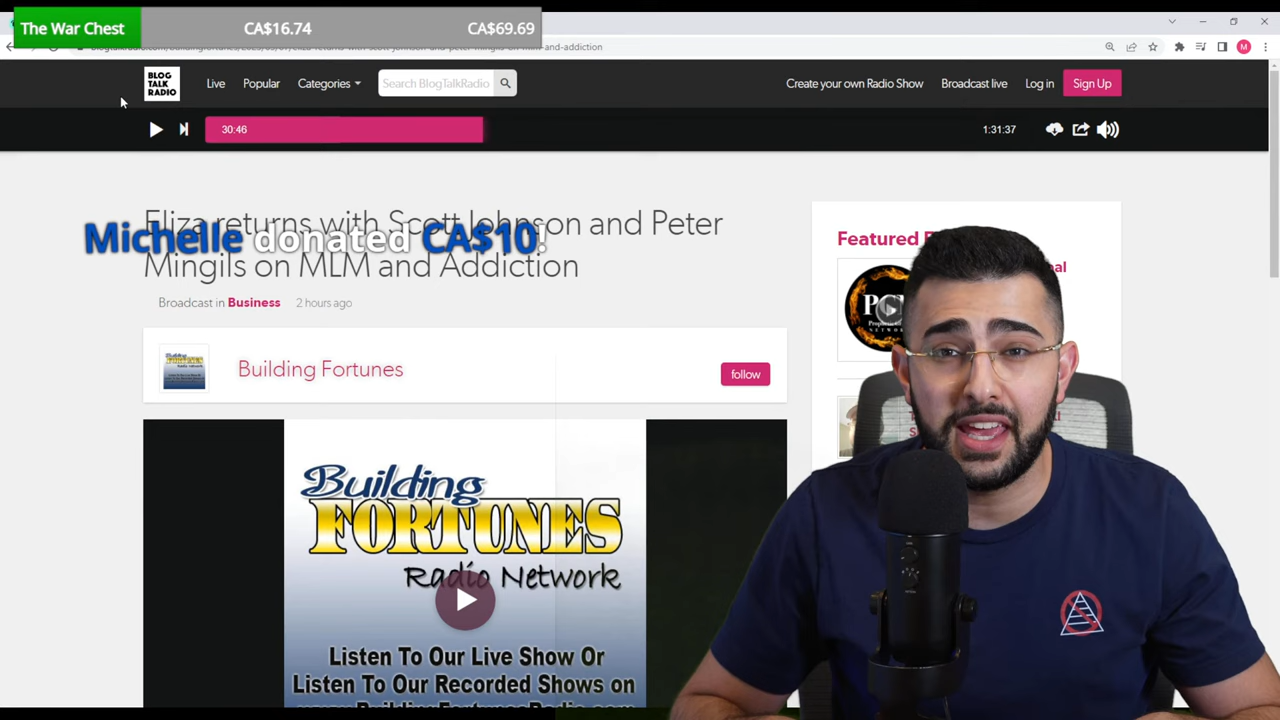 The War Chest CA$16.74 CA$69.69
BLOG
TALK
RADIO
Live Popular Categories Search BlogTalkRadio Create your own Radio Show Broadcast live Log in Sign Up
30:46 1:31:37
Eliza returns with Scott Johnson and Peter
Michelle donated CA$10!
Mingils on MLM and Addiction
Featured
Broadcast in Business 2 hours ago
Building Fortunes
follow
Building
FORTUNES
Radio Network
Listen To Our Live Show Or
Listen To Our Recorded Shows on
www.BuildingFortunesRadio.com